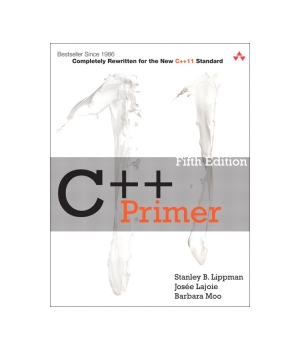 Bestseller Since 1986
Completely Rewritten for the New C++11 Standard
Fifth Edition
C++
Primer
Stanley B. Lippman
Josée Lajoie
Barbara Moo